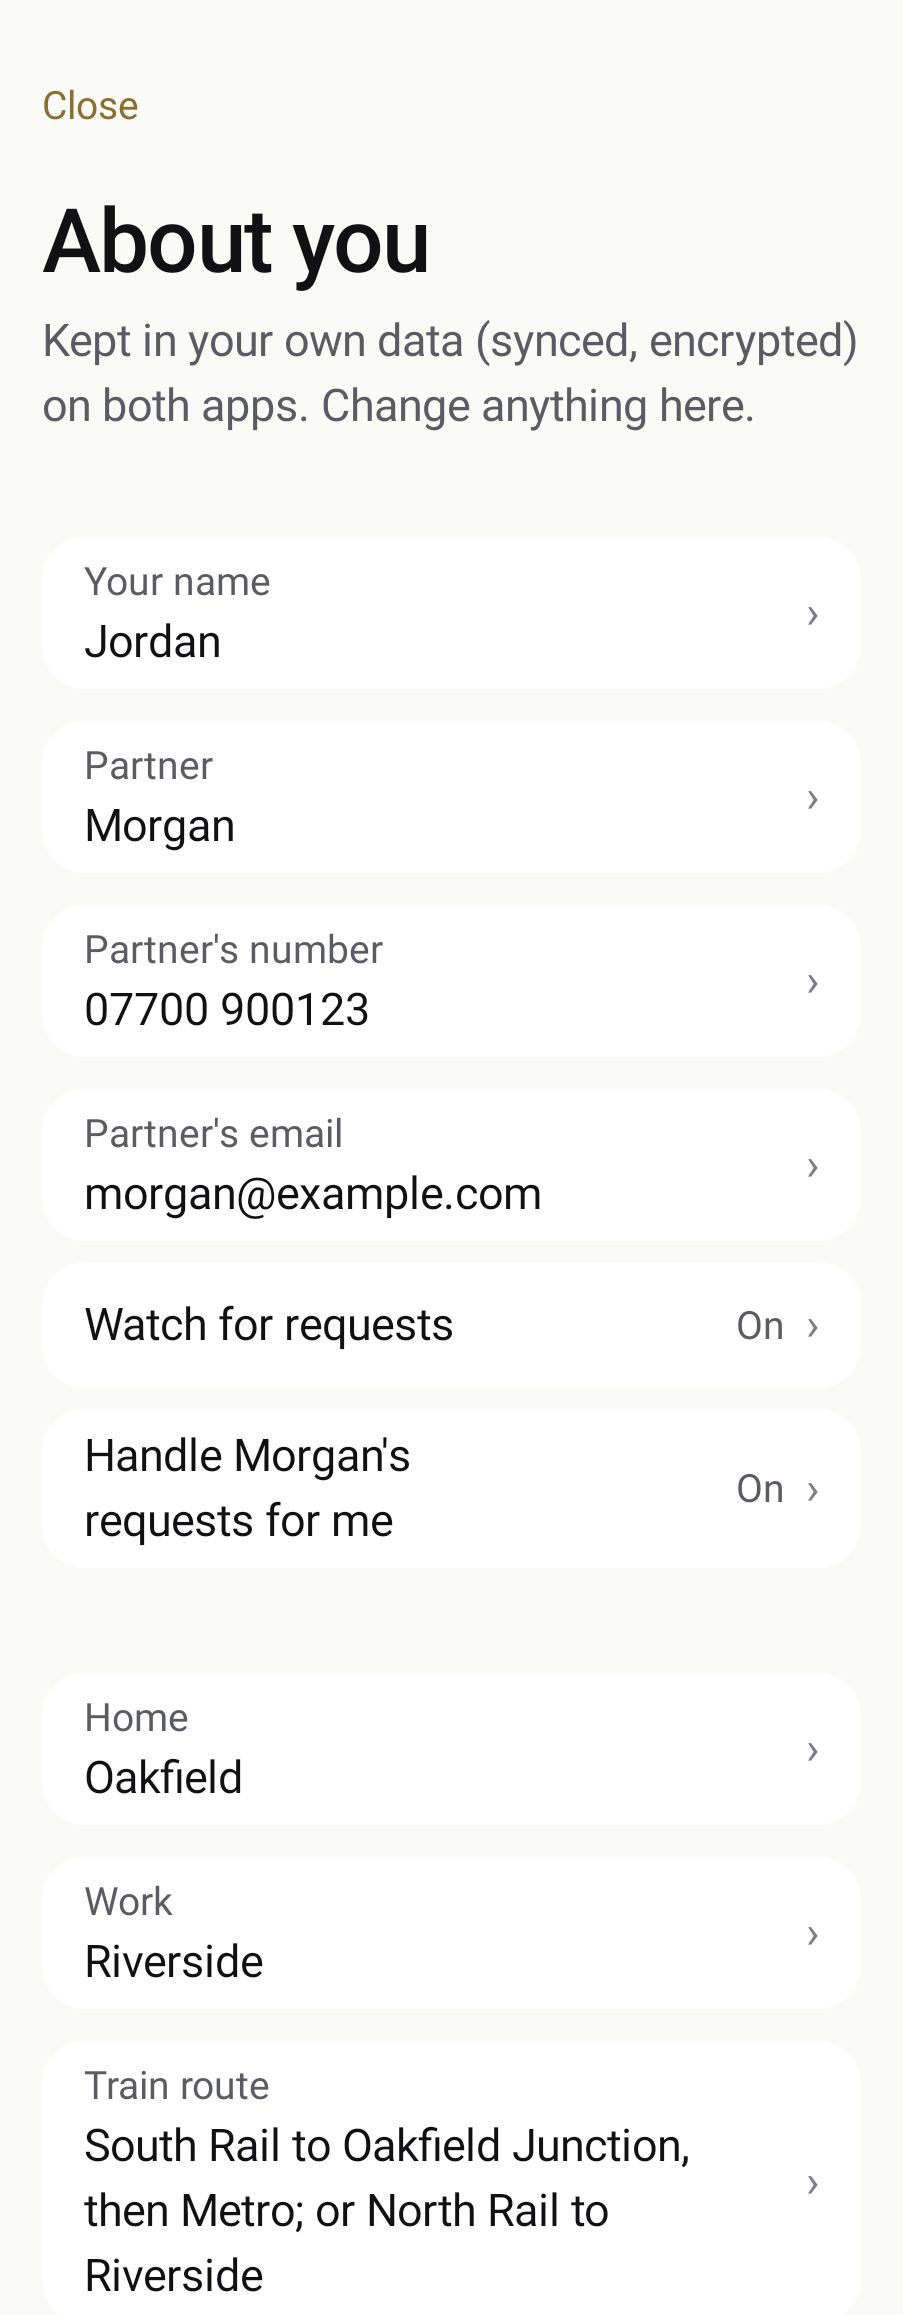 Close
About you
Kept in your own data (synced, encrypted)
on both apps. Change anything here.
Your name
Jordan
›
Partner
Morgan
›
Partner's number
07700 900123
›
Partner's email
morgan@example.com
›
Watch for requests
On ›
Handle Morgan's
requests for me
On ›
Home
Oakfield
›
Work
Riverside
›
Train route
South Rail to Oakfield Junction,
then Metro; or North Rail to
Riverside
›